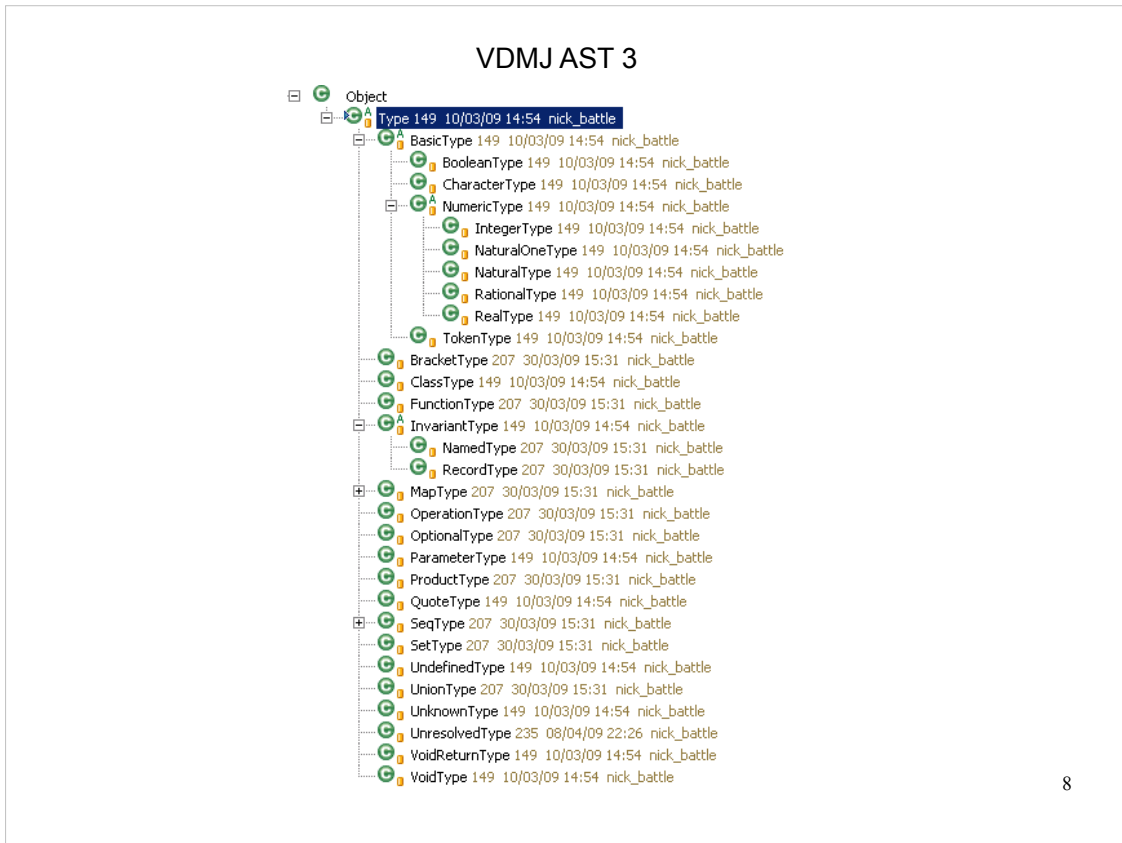 VDMJ AST 3
Object
Type 149 10/03/09 14:54 nick_battle
BasicType 149 10/03/09 14:54 nick_battle
BooleanType 149 10/03/09 14:54 nick_battle
CharacterType 149 10/03/09 14:54 nick_battle
NumericType 149 10/03/09 14:54 nick_battle
IntegerType 149 10/03/09 14:54 nick_battle
NaturalOneType 149 10/03/09 14:54 nick_battle
NaturalType 149 10/03/09 14:54 nick_battle
RationalType 149 10/03/09 14:54 nick_battle
RealType 149 10/03/09 14:54 nick_battle
TokenType 149 10/03/09 14:54 nick_battle
BracketType 207 30/03/09 15:31 nick_battle
ClassType 149 10/03/09 14:54 nick_battle
FunctionType 207 30/03/09 15:31 nick_battle
InvariantType 149 10/03/09 14:54 nick_battle
NamedType 207 30/03/09 15:31 nick_battle
RecordType 207 30/03/09 15:31 nick_battle
MapType 207 30/03/09 15:31 nick_battle
OperationType 207 30/03/09 15:31 nick_battle
OptionalType 207 30/03/09 15:31 nick_battle
ParameterType 149 10/03/09 14:54 nick_battle
ProductType 207 30/03/09 15:31 nick_battle
QuoteType 149 10/03/09 14:54 nick_battle
SeqType 207 30/03/09 15:31 nick_battle
SetType 207 30/03/09 15:31 nick_battle
UndefinedType 149 10/03/09 14:54 nick_battle
UnionType 207 30/03/09 15:31 nick_battle
UnknownType 149 10/03/09 14:54 nick_battle
UnresolvedType 235 08/04/09 22:26 nick_battle
VoidReturnType 149 10/03/09 14:54 nick_battle
VoidType 149 10/03/09 14:54 nick_battle
8